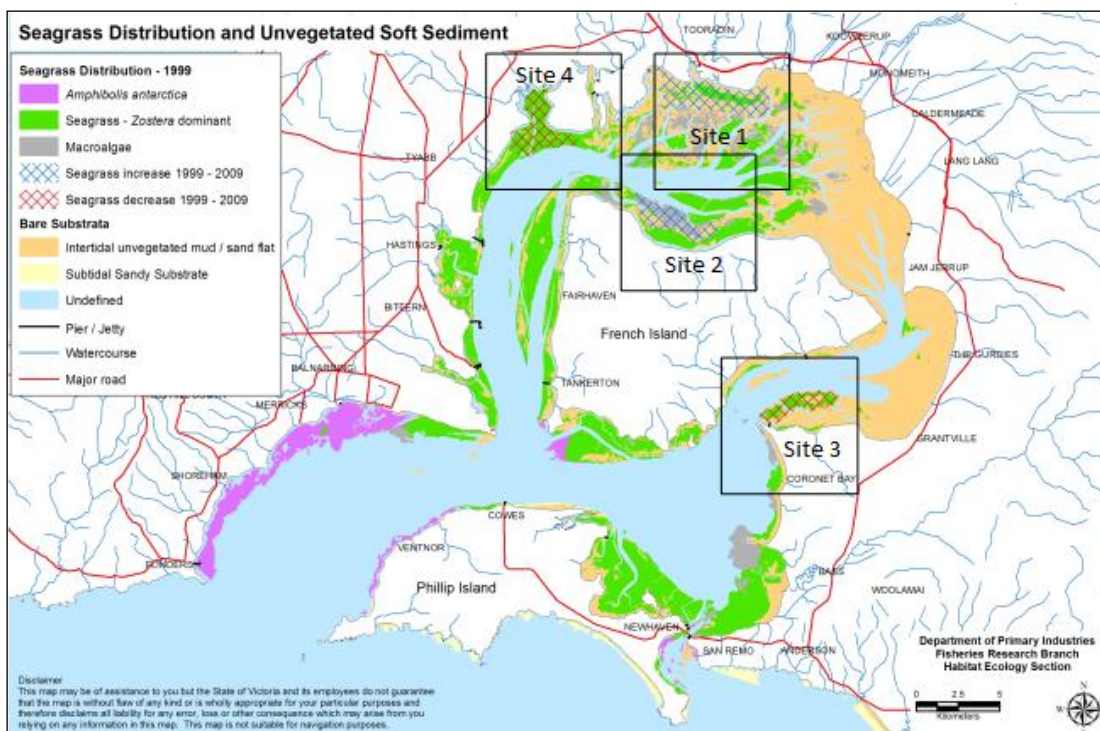 Seagrass Distribution and Unvegetated Soft Sediment
Seagrass Distribution - 1999
Amphibolis antarctica
Seagrass - Zostera dominant
Macroalgae
Seagrass increase 1999 - 2009
Seagrass decrease 1999 - 2009
Bare Substrata
Intertidal unvegetated mud / sand flat
Subtidal Sandy Substrate
Undefined
Pier / Jetty
Watercourse
Major road
TOORADIN
KOOWEERUP
MONOMEITH
CALDERMEADE
LANG LANG
Site 4
Site 1
TYABB
HASTINGS
Site 2
JAM JERRUP
FAIRHAVEN
BITTERN
French Island
THE GURDIES
BALNARRING
TANKERTON
MERRICKS
Site 3
GRANTVILLE
SHOREHAM
CORONET BAY
COWES
VENTNOR
FLINDERS
BASS
Phillip Island
WOOLAMAI
NEWHAVEN
SAN REMO
ANDERSON
Department of Primary Industries
Fisheries Research Branch
Habitat Ecology Section
0 2.5 5
Kilometers
N
W
Disclaimer
This map may be of assistance to you but the State of Victoria and its employees do not guarantee
that the map is without flaw of any kind or is wholly appropriate for your particular purposes and
therefore disclaims all liability for any error, loss or other consequence which may arise from you
relying on any information in this map. This map is not suitable for navigation purposes.